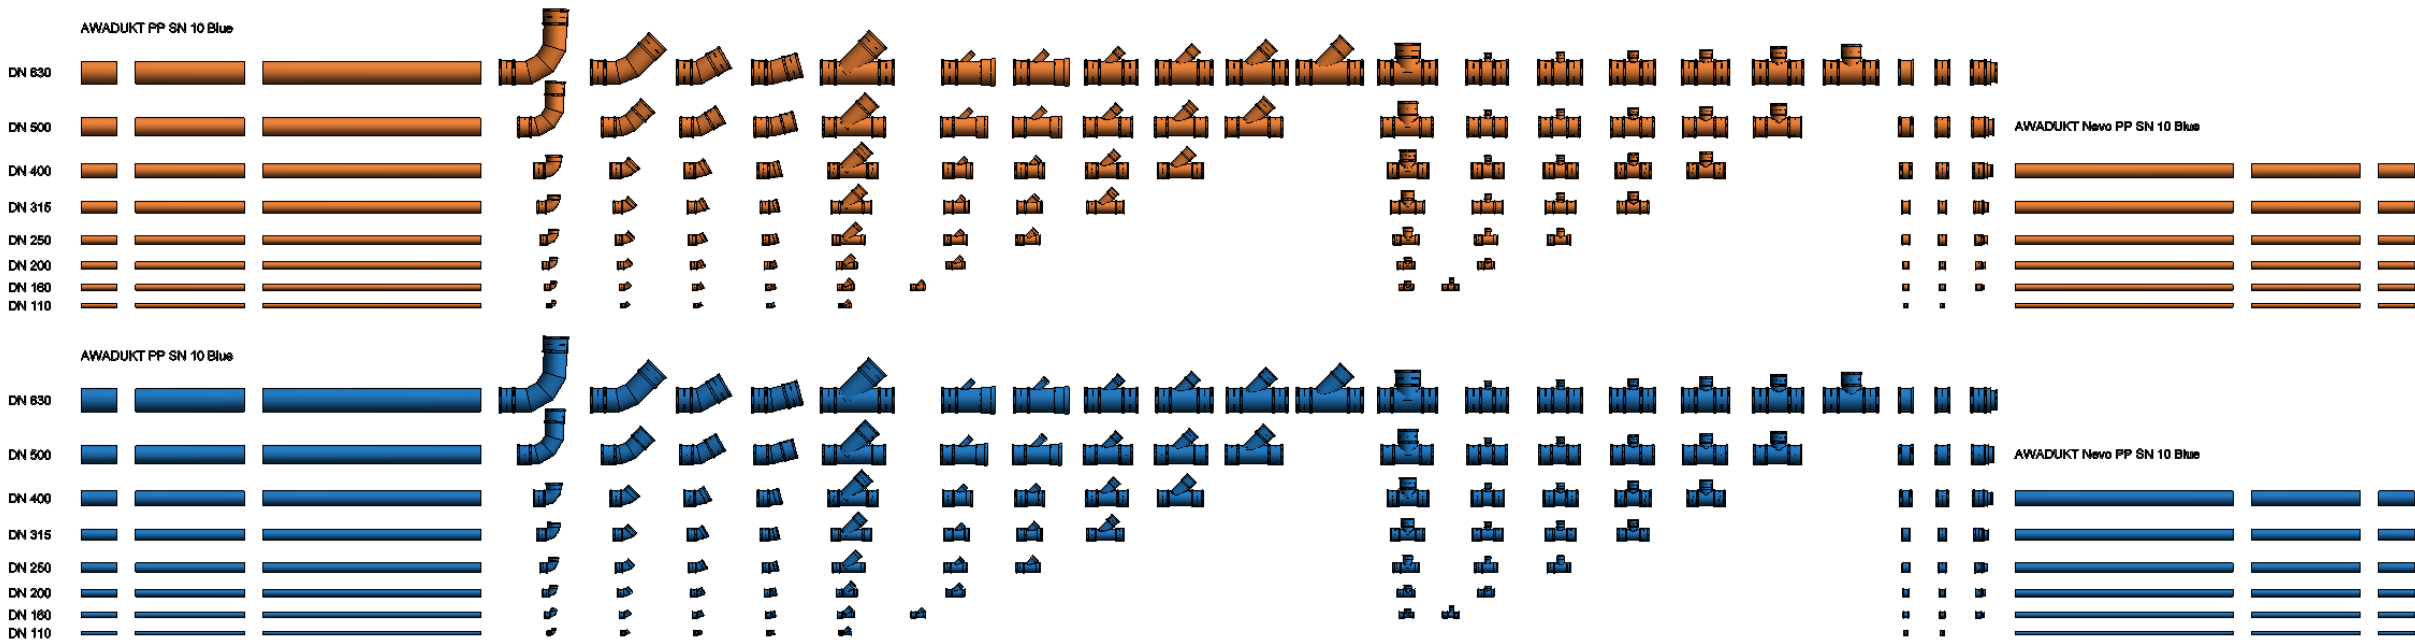 AWADUKT PP SN 10 Blue
DN 630
DN 500
AWADUKT Nevo PP SN 10 Blue
DN 400
DN 315
DN 250
DN 200
DN 160
DN 110
AWADUKT PP SN 10 Blue
DN 630
DN 500
AWADUKT Nevo PP SN 10 Blue
DN 400
DN 315
DN 250
DN 200
DN 160
DN 110